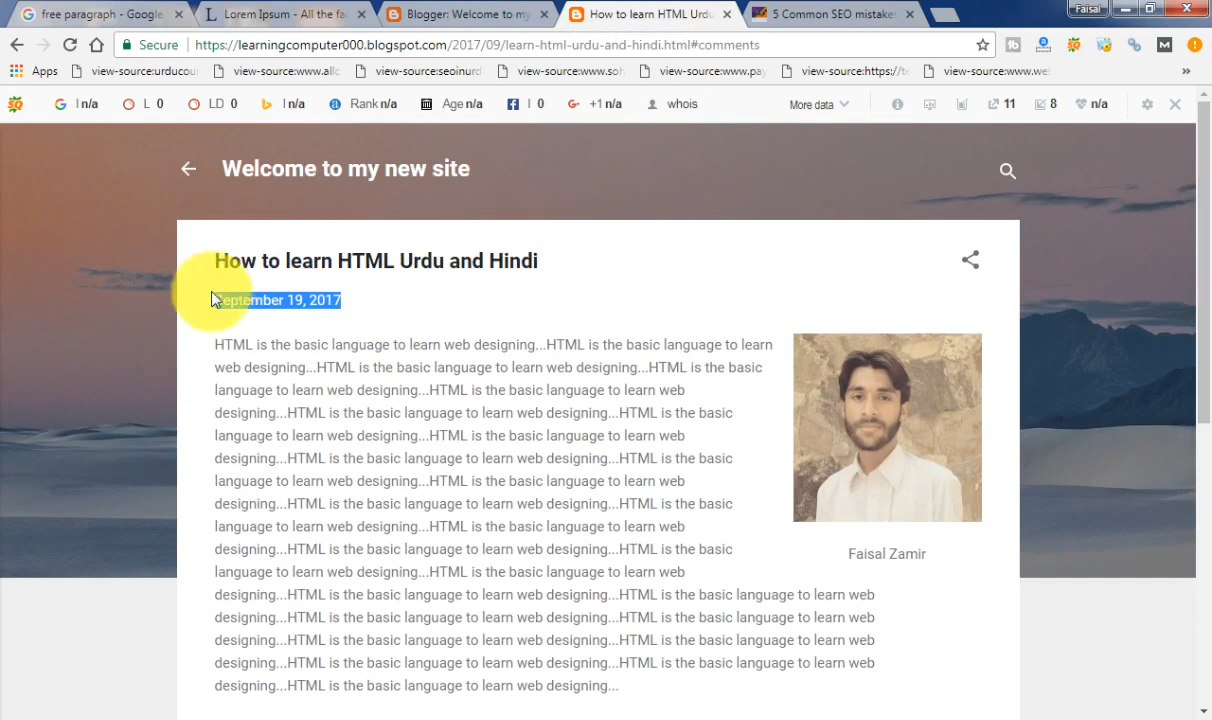 free paragraph - Google
Lorem Ipsum - All the fa
Blogger: Welcome to my
How to learn HTML Urdu
5 Common SEO mistake
Faisal
Secure
https://learningcomputer000.blogspot.com/2017/09/learn-html-urdu-and-hindi.html#comments
Apps
view-source:urducou
view-source:www.allc
view-source:seoinurd
view-source:www.soh
view-source:www.pay
view-source:https://te
view-source:www.we
SQ
I n/a
L 0
LD 0
I n/a
Rank n/a
Age n/a
I 0
+1 n/a
whois
More data
11
8
n/a
Welcome to my new site
How to learn HTML Urdu and Hindi
September 19, 2017
HTML is the basic language to learn web designing...HTML is the basic language to learn
web designing...HTML is the basic language to learn web designing...HTML is the basic
language to learn web designing...HTML is the basic language to learn web
designing...HTML is the basic language to learn web designing...HTML is the basic
language to learn web designing...HTML is the basic language to learn web
designing...HTML is the basic language to learn web designing...HTML is the basic
language to learn web designing...HTML is the basic language to learn web
designing...HTML is the basic language to learn web designing...HTML is the basic
language to learn web designing...HTML is the basic language to learn web
designing...HTML is the basic language to learn web designing...HTML is the basic
language to learn web designing...HTML is the basic language to learn web
designing...HTML is the basic language to learn web designing...HTML is the basic language to learn web
designing...HTML is the basic language to learn web designing...HTML is the basic language to learn web
designing...HTML is the basic language to learn web designing...HTML is the basic language to learn web
designing...HTML is the basic language to learn web designing...HTML is the basic language to learn web
designing...HTML is the basic language to learn web designing...
Faisal Zamir